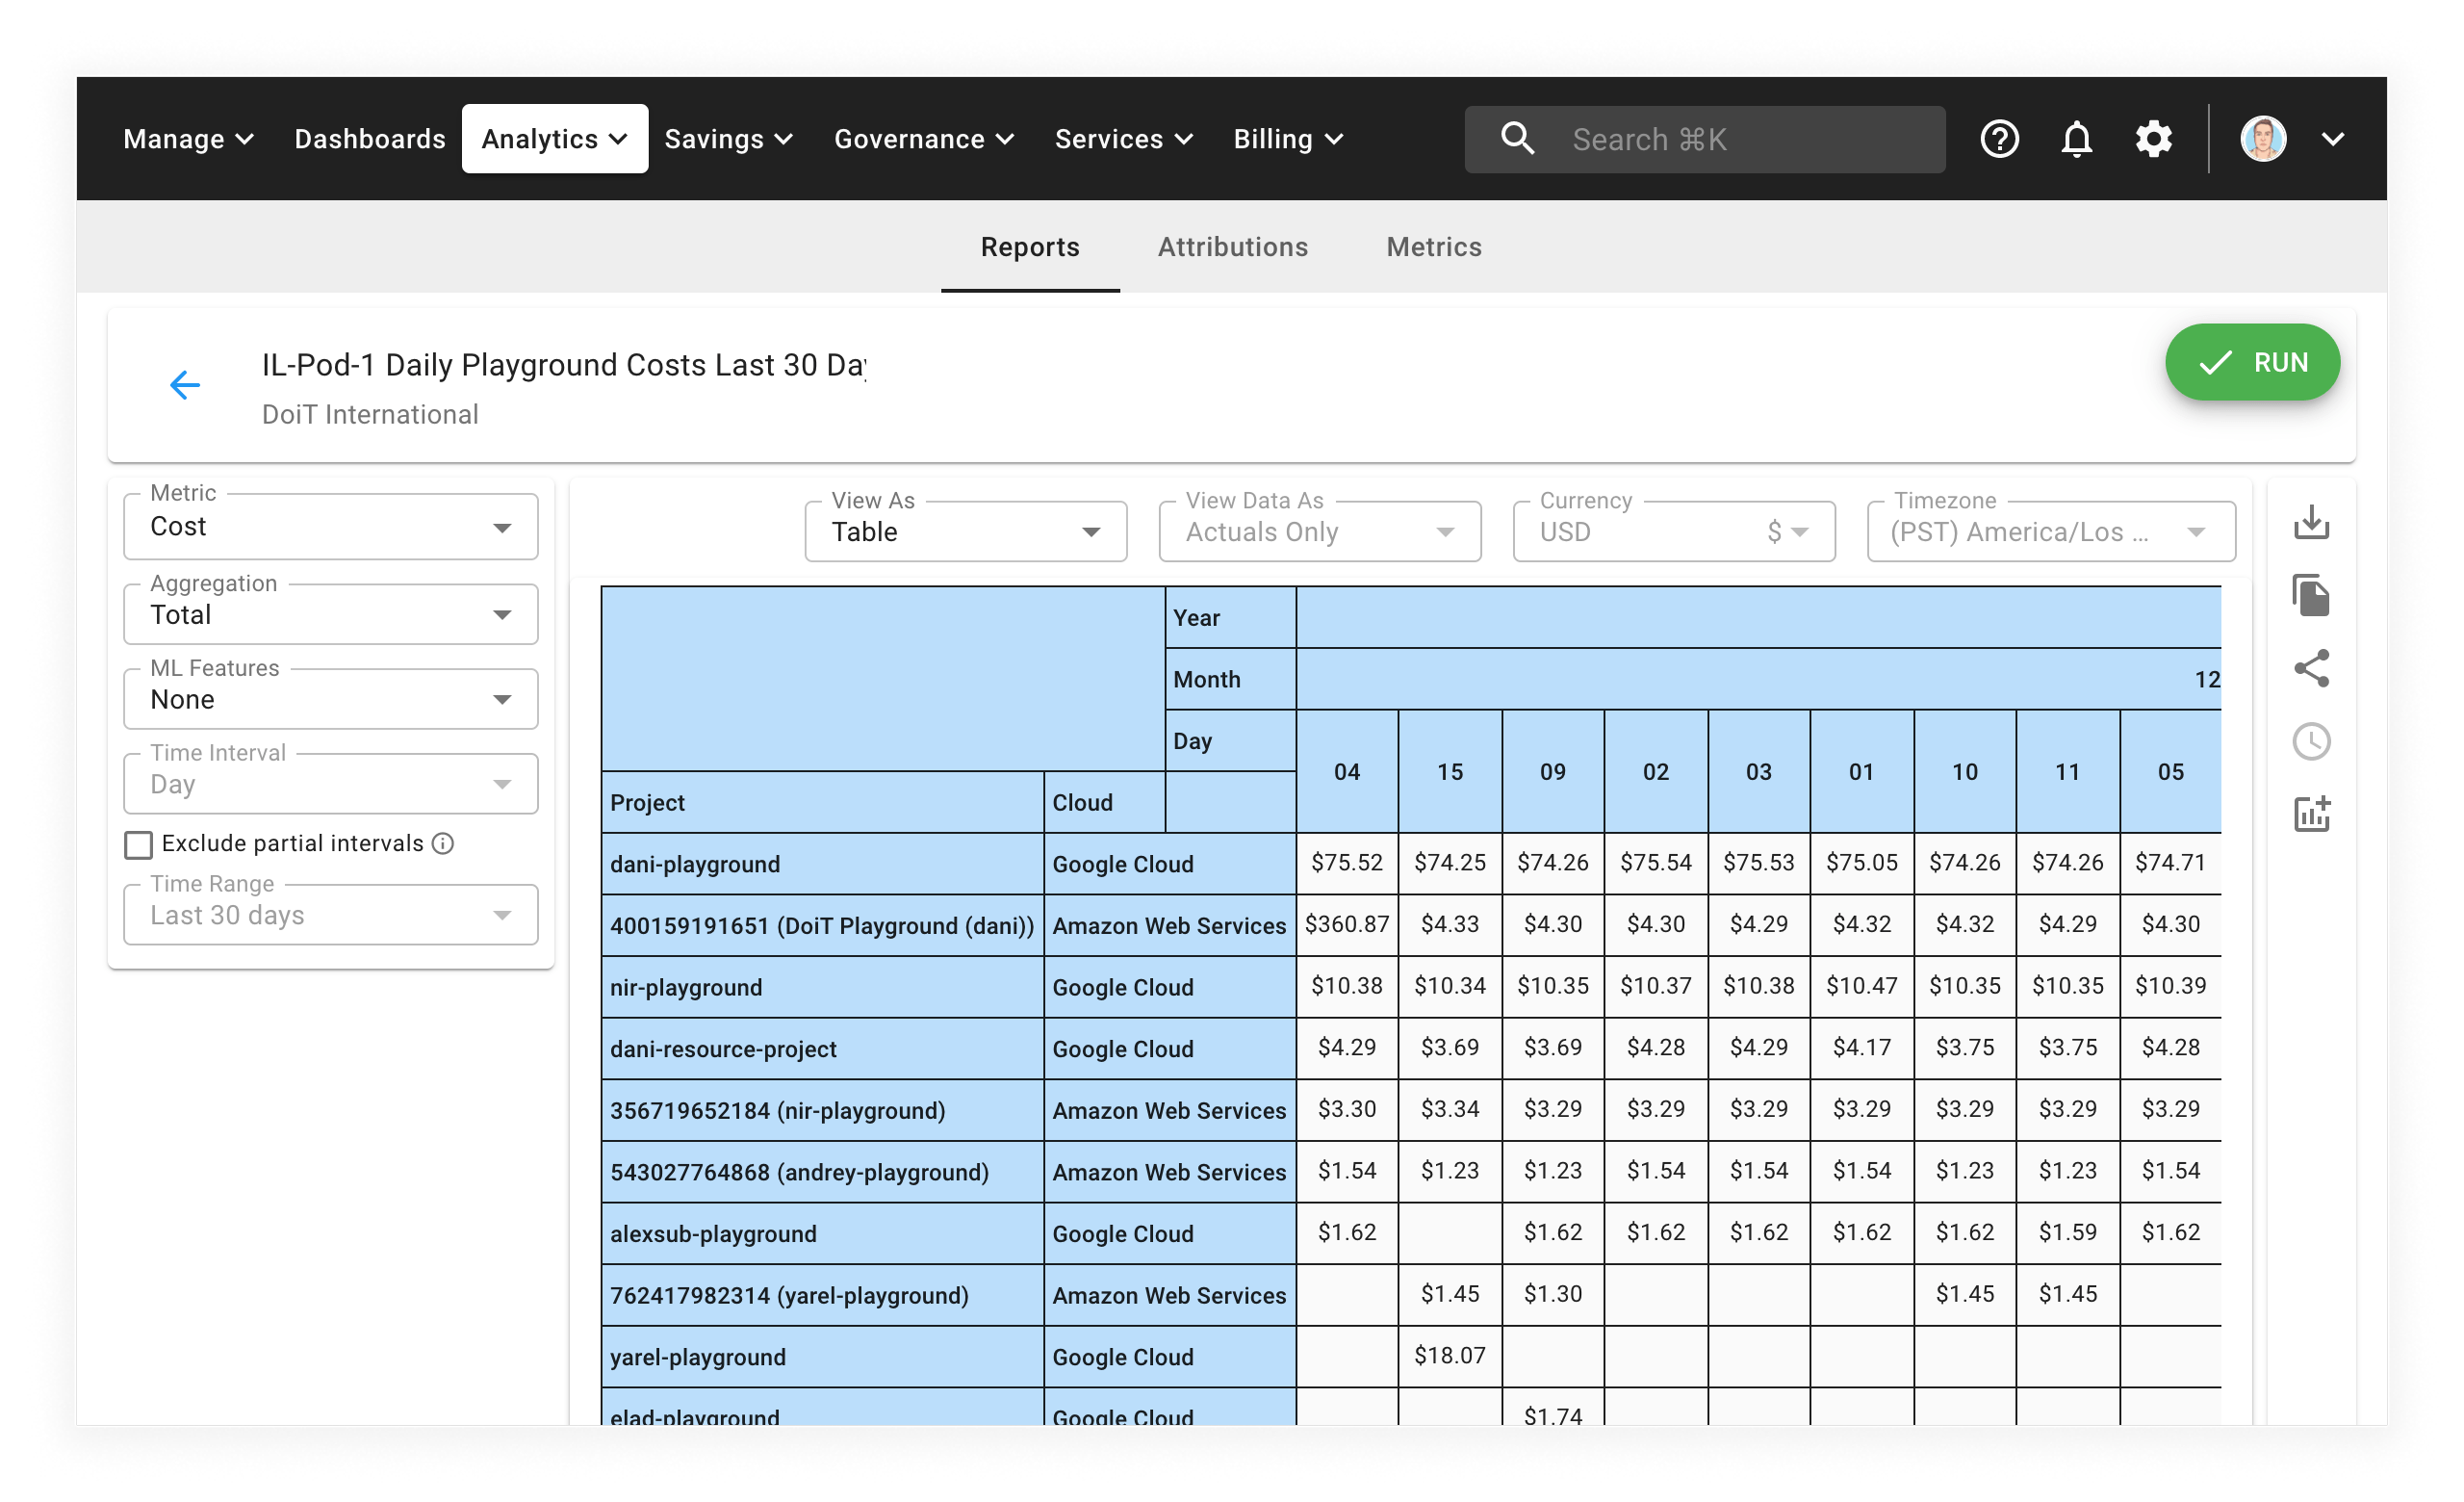 Manage Dashboards Analytics Savings Governance Services Billing Search ⌘K
Reports Attributions Metrics
IL-Pod-1 Daily Playground Costs Last 30 Day
DoiT International
RUN
Metric
Cost
Aggregation
Total
ML Features
None
Time Interval
Day
Exclude partial intervals
Time Range
Last 30 days
View As View Data As Currency Timezone
Table Actuals Only USD $ (PST) America/Los ...
Year
Month 12
Day 04 15 09 02 03 01 10 11 05
Project Cloud
dani-playground Google Cloud $75.52 $74.25 $74.26 $75.54 $75.53 $75.05 $74.26 $74.26 $74.71
400159191651 (DoiT Playground (dani)) Amazon Web Services $360.87 $4.33 $4.30 $4.30 $4.29 $4.32 $4.32 $4.29 $4.30
nir-playground Google Cloud $10.38 $10.34 $10.35 $10.37 $10.38 $10.47 $10.35 $10.35 $10.39
dani-resource-project Google Cloud $4.29 $3.69 $3.69 $4.28 $4.29 $4.17 $3.75 $3.75 $4.28
356719652184 (nir-playground) Amazon Web Services $3.30 $3.34 $3.29 $3.29 $3.29 $3.29 $3.29 $3.29 $3.29
543027764868 (andrey-playground) Amazon Web Services $1.54 $1.23 $1.23 $1.54 $1.54 $1.54 $1.23 $1.23 $1.54
alexsub-playground Google Cloud $1.62 $1.62 $1.62 $1.62 $1.62 $1.62 $1.59 $1.62
762417982314 (yarel-playground) Amazon Web Services $1.45 $1.30 $1.45 $1.45
yarel-playground Google Cloud $18.07
elad-playground Google Cloud $1.74